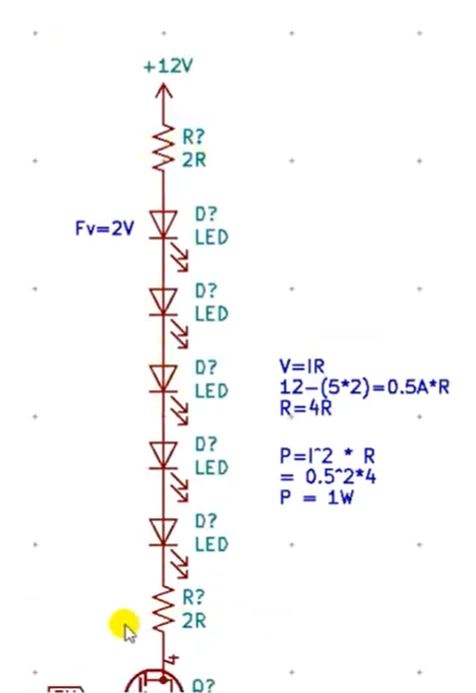 +12V
R?
2R
Fv=2V
D?
LED
D?
LED
D?
LED
V=IR
12-(5*2)=0.5A*R
R=4R
D?
LED
P=I^2 * R
= 0.5^2*4
P = 1W
D?
LED
R?
2R
4
Q?